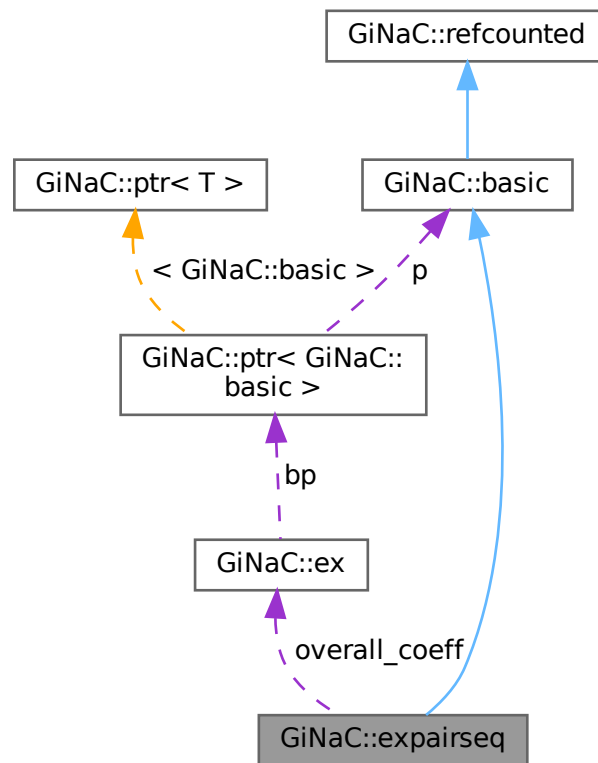 GiNaC::refcounted
GiNaC::ptr< T >
GiNaC::basic
< GiNaC::basic >
p
GiNaC::ptr< GiNaC::
basic >
bp
GiNaC::ex
overall_coeff
GiNaC::expairseq